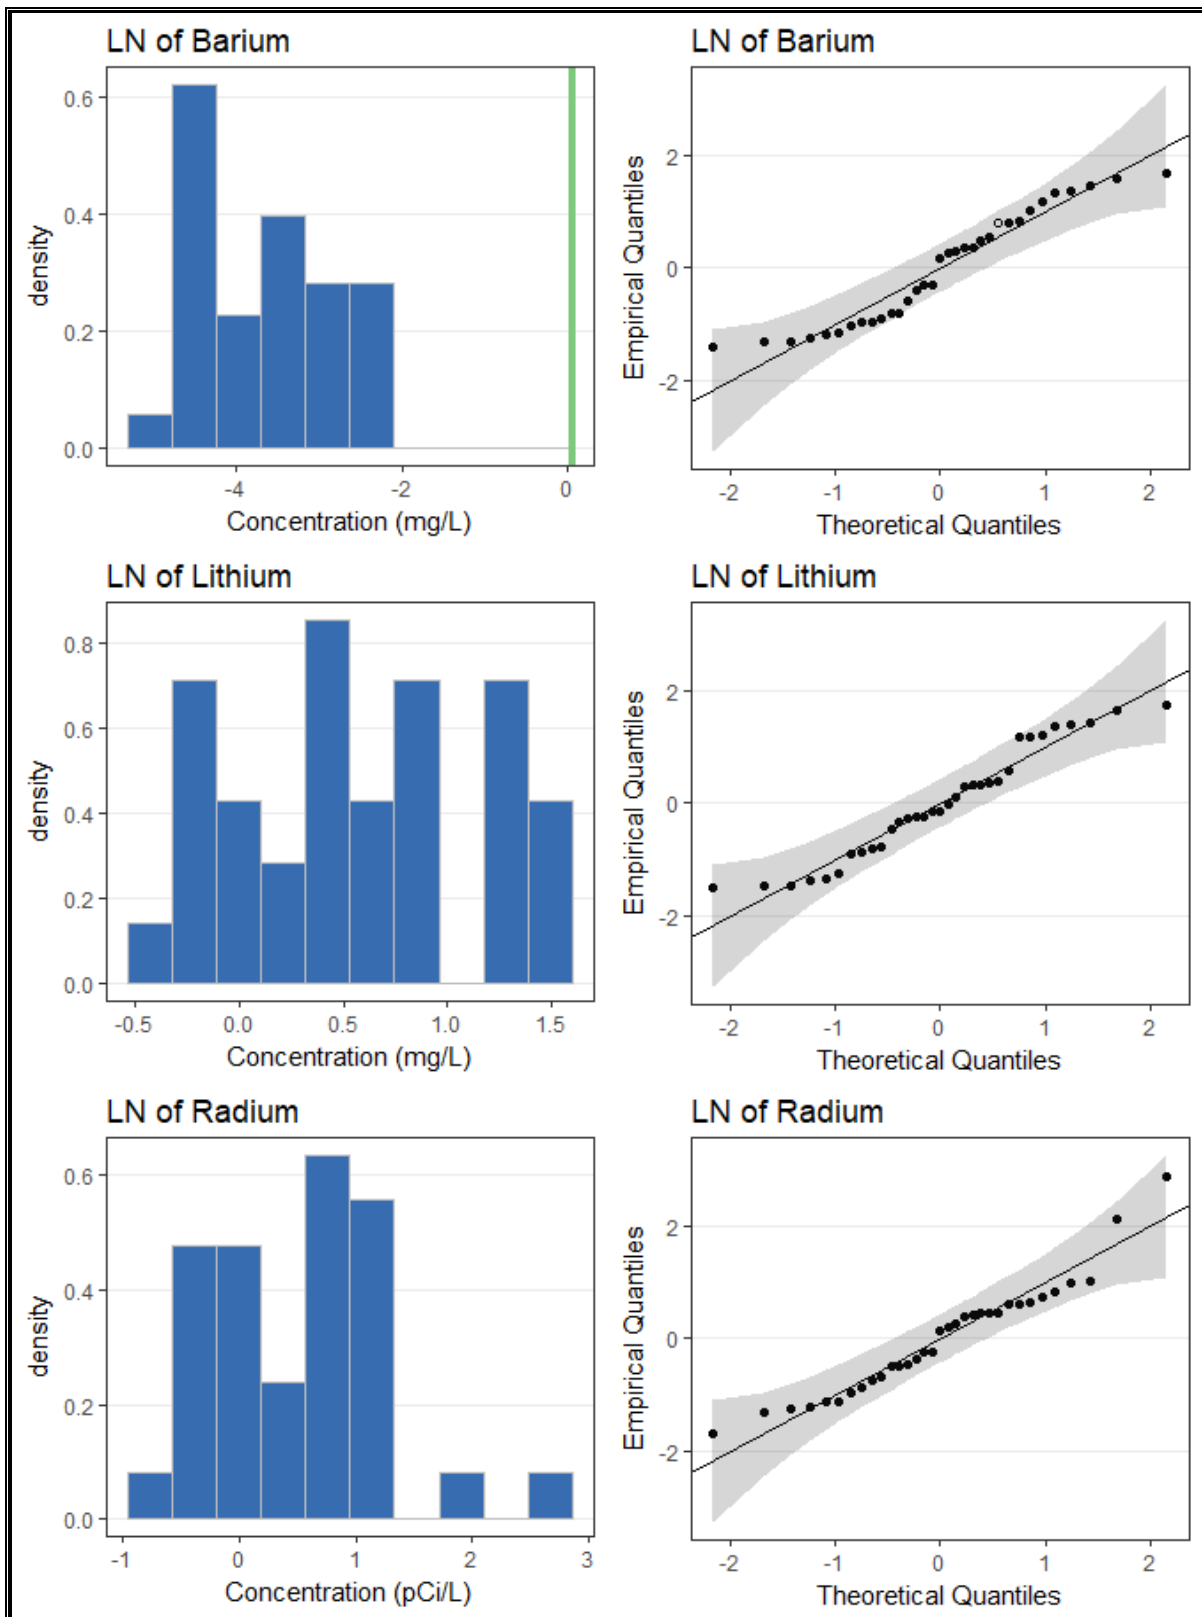 LN of Barium
LN of Barium
0.6
0.4
0.2
0.0
density
-4
-2
0
Concentration (mg/L)
2
0
-2
Empirical Quantiles
-2
-1
0
1
2
Theoretical Quantiles
LN of Lithium
LN of Lithium
0.8
0.6
0.4
0.2
0.0
density
-0.5
0.0
0.5
1.0
1.5
Concentration (mg/L)
2
0
-2
Empirical Quantiles
-2
-1
0
1
2
Theoretical Quantiles
LN of Radium
LN of Radium
0.6
0.4
0.2
0.0
density
-1
0
1
2
3
Concentration (pCi/L)
2
0
-2
Empirical Quantiles
-2
-1
0
1
2
Theoretical Quantiles